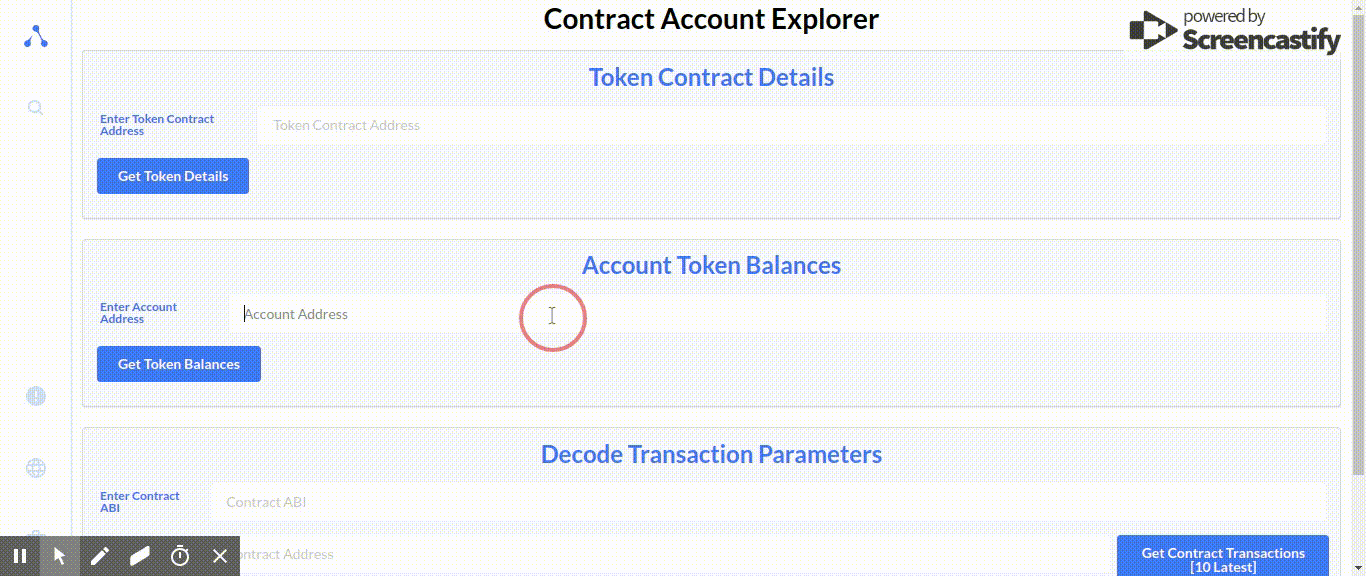 Contract Account Explorer
powered by
Screencastify
Token Contract Details
Enter Token Contract
Address
Token Contract Address
Get Token Details
Account Token Balances
Enter Account
Address
Account Address
Get Token Balances
Decode Transaction Parameters
Enter Contract
ABI
Contract ABI
ontract Address
Get Contract Transactions
[10 Latest]